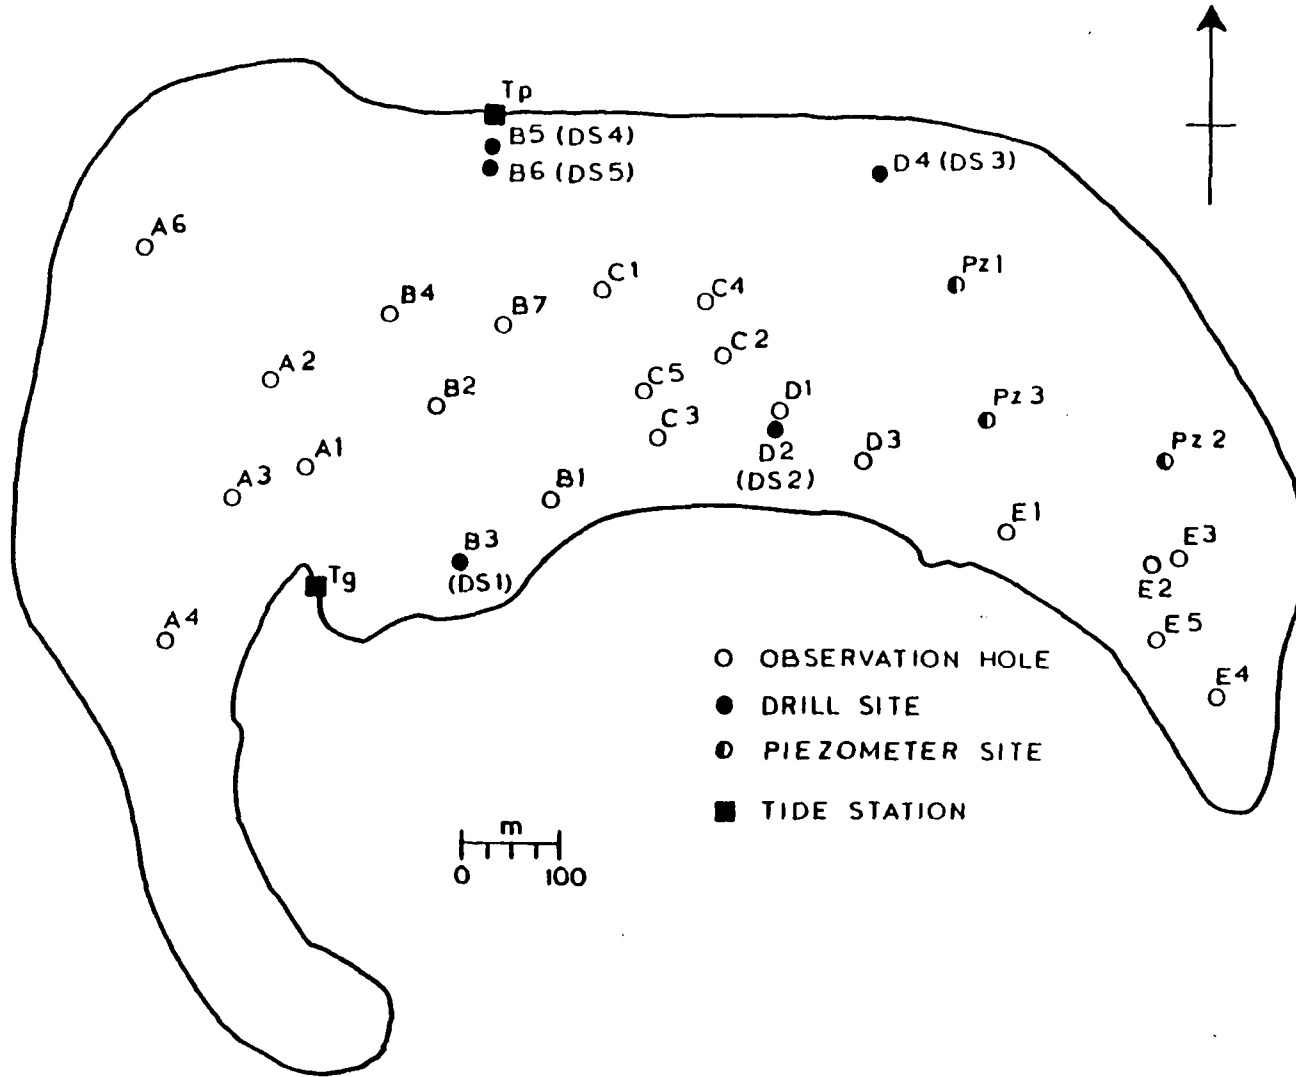 Tp
B5 (DS4)
B6 (DS5)
D4 (DS3)
A6
Pz1
C1
C4
B4
B7
C2
A2
C5
B2
D1
Pz3
C3
D2
(DS2)
D3
Pz2
A1
A3
B1
E1
B3
(DS1)
E3
E2
Tg
A4
E5
E4
O OBSERVATION HOLE
DRILL SITE
PIEZOMETER SITE
TIDE STATION
m
0 100